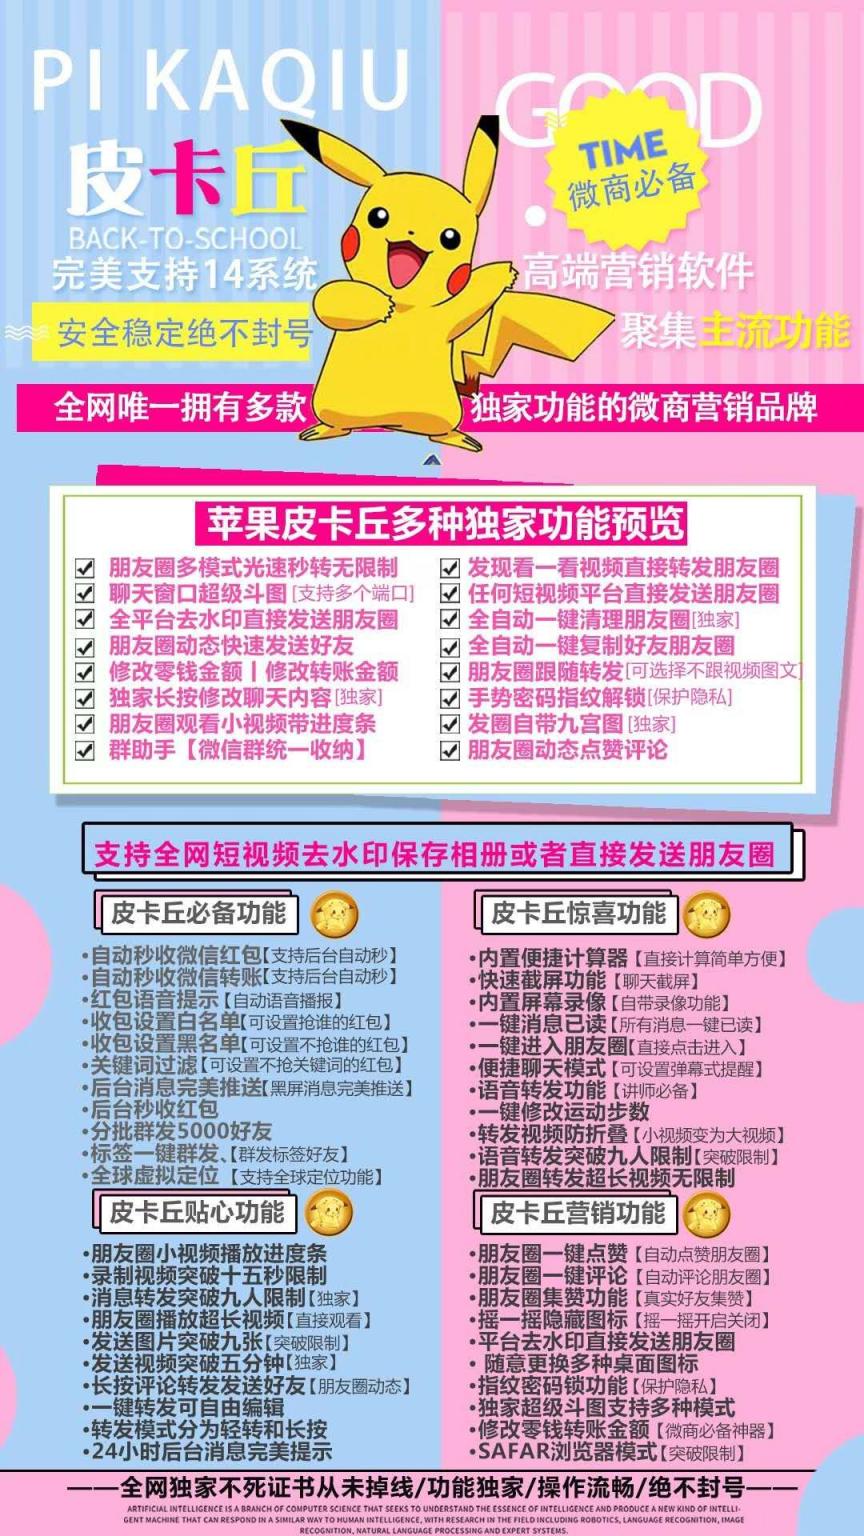 PI KAQIU
GOOD
皮卡丘
TIME
微商必备
BACK-TO-SCHOOL
完美支持14系统
高端营销软件
安全稳定绝不封号
聚集主流功能
全网唯一拥有多款
独家功能的微商营销品牌
苹果皮卡丘多种独家功能预览
朋友圈多模式光速秒转无限制
聊天窗口超级斗图[支持多个端口]
全平台去水印直接发送朋友圈
朋友圈动态快速发送好友
修改零钱金额丨修改转账金额
独家长按修改聊天内容[独家]
朋友圈观看小视频带进度条
群助手【微信群统一收纳】
发现看一看视频直接转发朋友圈
任何短视频平台直接发送朋友圈
全自动一键清理朋友圈[独家]
全自动一键复制好友朋友圈
朋友圈跟随转发[可选择不跟视频图文]
手势密码指纹解锁[保护隐私]
发圈自带九宫图[独家]
朋友圈动态点赞评论
支持全网短视频去水印保存相册或者直接发送朋友圈
皮卡丘必备功能
•自动秒收微信红包【支持后台自动秒】
•自动秒收微信转账【支持后台自动秒】
•红包语音提示【自动语音播报】
•收包设置白名单【可设置抢谁的红包】
•收包设置黑名单【可设置不抢谁的红包】
•关键词过滤【可设置不抢关键词的红包】
•后台消息完美推送【黑屏消息完美推送】
•后台秒收红包
•分批群发5000好友
•标签一键群发、【群发标签好友】
•全球虚拟定位 【支持全球定位功能】
皮卡丘惊喜功能
•内置便捷计算器【直接计算简单方便】
•快速截屏功能【聊天截屏】
•内置屏幕录像【自带录像功能】
•一键消息已读【所有消息一键已读】
•一键进入朋友圈【直接点击进入】
•便捷聊天模式【可设置弹幕式提醒】
•语音转发功能【讲师必备】
•一键修改运动步数
•转发视频防折叠【小视频变为大视频】
•语音转发突破九人限制【突破限制】
•朋友圈转发超长视频无限制
皮卡丘贴心功能
•朋友圈小视频播放进度条
•录制视频突破十五秒限制
•消息转发突破九人限制【独家】
•朋友圈播放超长视频【直接观看】
•发送图片突破九张【突破限制】
•发送视频突破五分钟【独家】
•长按评论转发发送好友【朋友圈动态】
•一键转发可自由编辑
•转发模式分为轻转和长按
•24小时后台消息完美提示
皮卡丘营销功能
•朋友圈一键点赞【自动点赞朋友圈】
•朋友圈一键评论【自动评论朋友圈】
•朋友圈集赞功能【真实好友集赞】
•摇一摇隐藏图标【摇一摇开启关闭】
•平台去水印直接发送朋友圈
• 随意更换多种桌面图标
•指纹密码锁功能【保护隐私】
•独家超级斗图支持多种模式
•修改零钱转账金额【微商必备神器】
•SAFAR浏览器模式【突破限制】
——全网独家不死证书从未掉线/功能独家/操作流畅/绝不封号——
ARTIFICIAL INTELLIGENCE IS A BRANCH OF COMPUTER SCIENCE THAT SEEKS TO UNDERSTAND THE ESSENCE OF INTELLIGENCE AND PRODUCE A NEW KIND OF INTELLI-
GENT MACHINE THAT CAN RESPOND IN A SIMILAR WAY TO HUMAN INTELLIGENCE, WITH RESEARCH IN THE FIELD INCLUDING ROBOTICS, LANGUAGE RECOGNITION, IMAGE
RECOGNITION, NATURAL LANGUAGE PROCESSING AND EXPERT SYSTEMS.